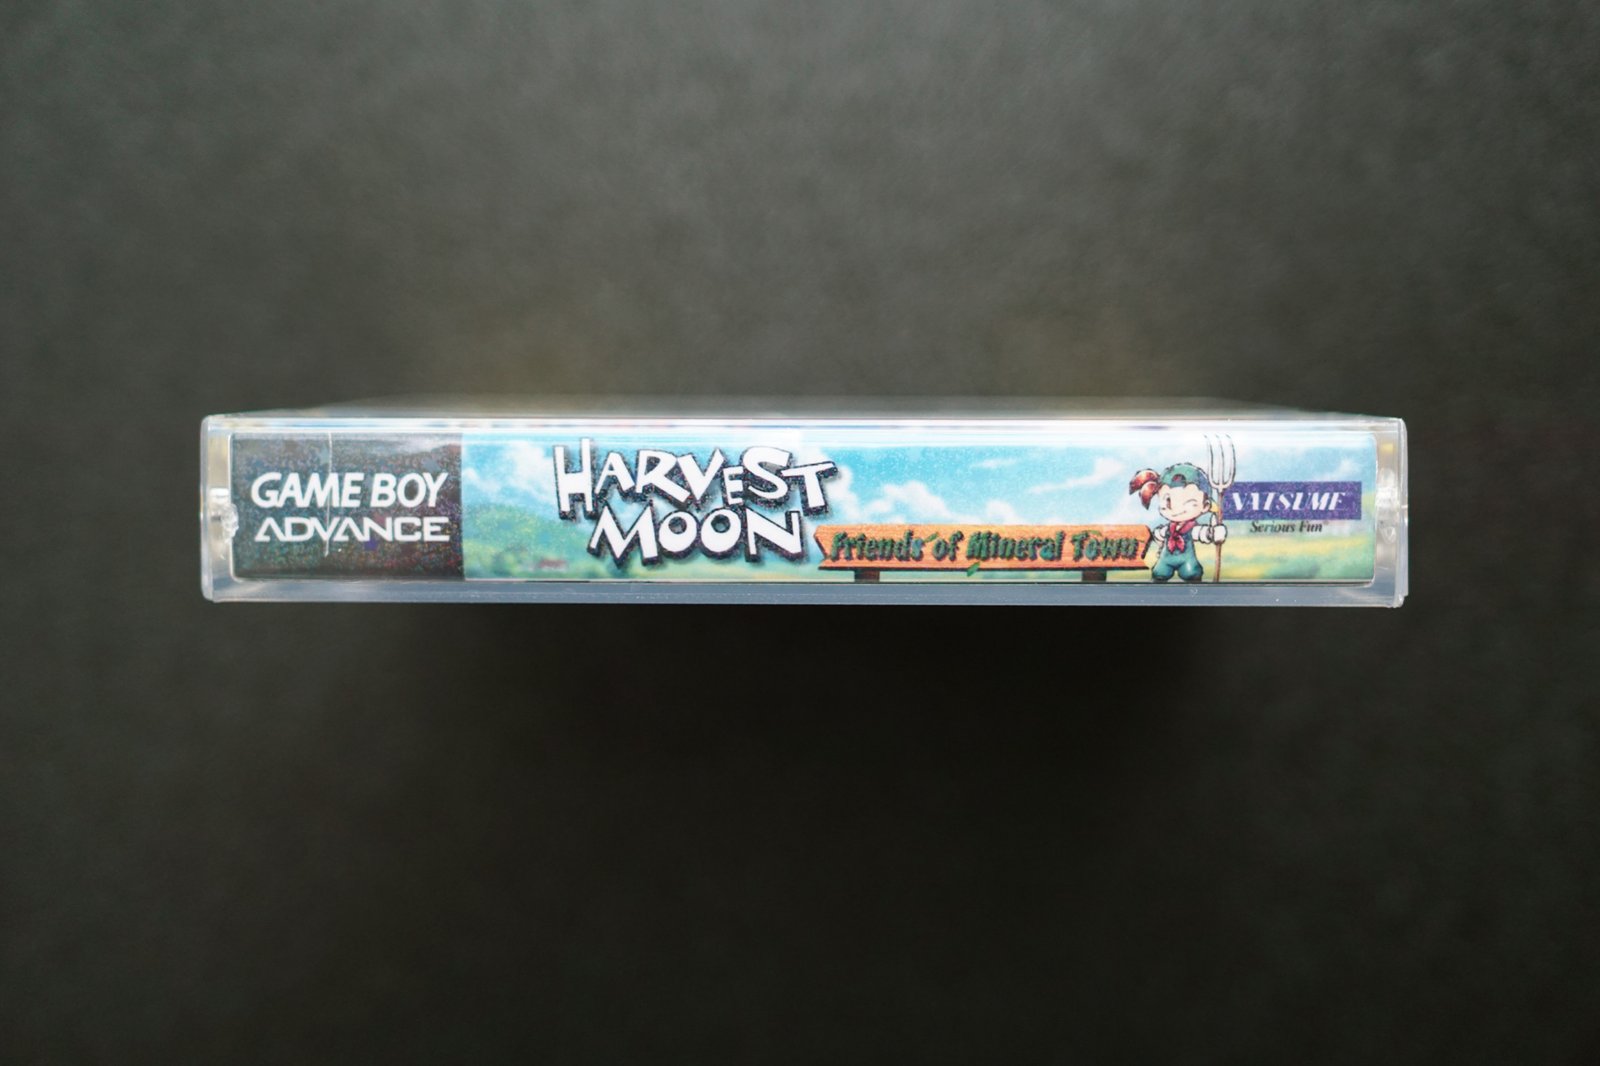 GAME BOY
ADVANCE
HARVEST
MOON
Friends of Mineral Town
NATSUME
Serious Fun